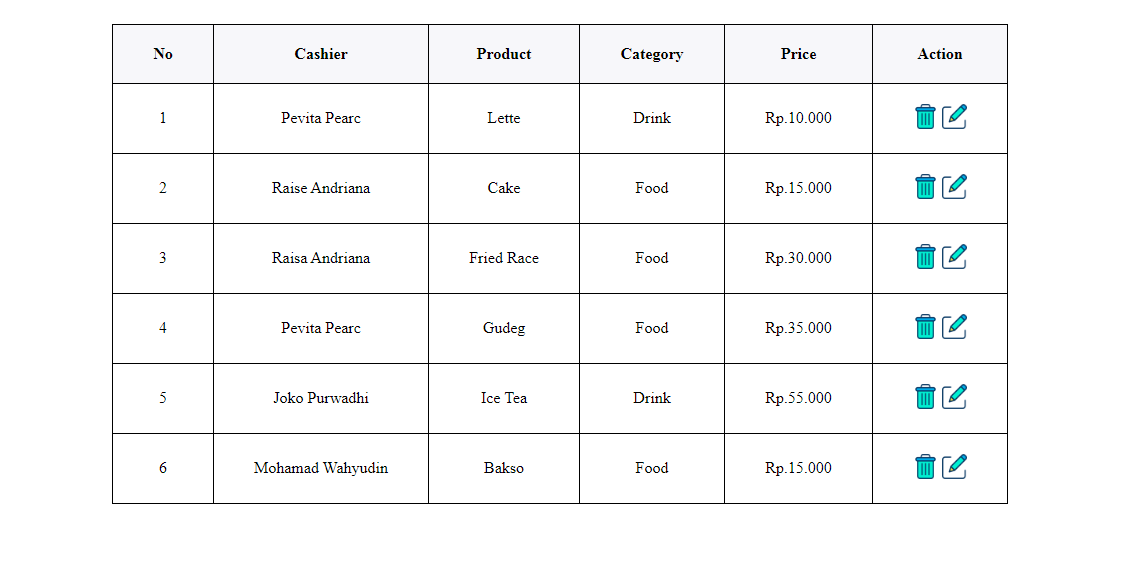 No Cashier Product Category Price Action
1 Pevita Pearc Lette Drink Rp.10.000
2 Raise Andriana Cake Food Rp.15.000
3 Raisa Andriana Fried Race Food Rp.30.000
4 Pevita Pearc Gudeg Food Rp.35.000
5 Joko Purwadhi Ice Tea Drink Rp.55.000
6 Mohamad Wahyudin Bakso Food Rp.15.000